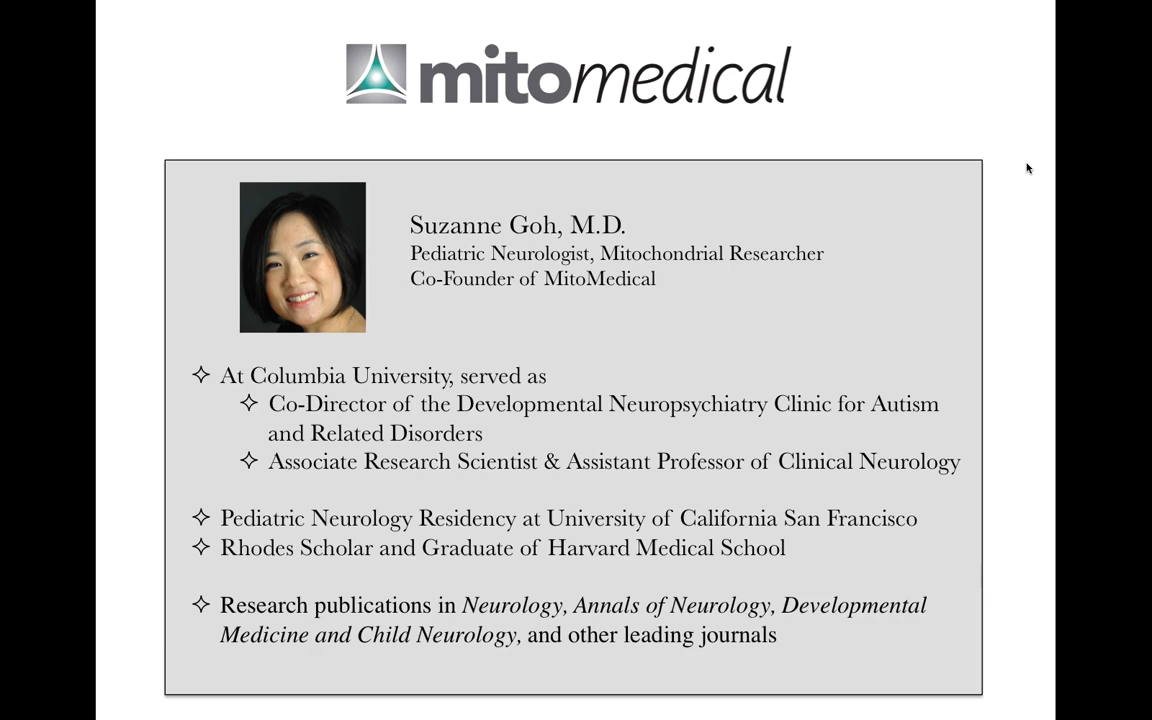 mitomedical
Suzanne Goh, M.D.
Pediatric Neurologist, Mitochondrial Researcher
Co-Founder of MitoMedical
✧ At Columbia University, served as
✧ Co-Director of the Developmental Neuropsychiatry Clinic for Autism
and Related Disorders
✧ Associate Research Scientist & Assistant Professor of Clinical Neurology
✧ Pediatric Neurology Residency at University of California San Francisco
✧ Rhodes Scholar and Graduate of Harvard Medical School
✧ Research publications in Neurology, Annals of Neurology, Developmental
Medicine and Child Neurology, and other leading journals